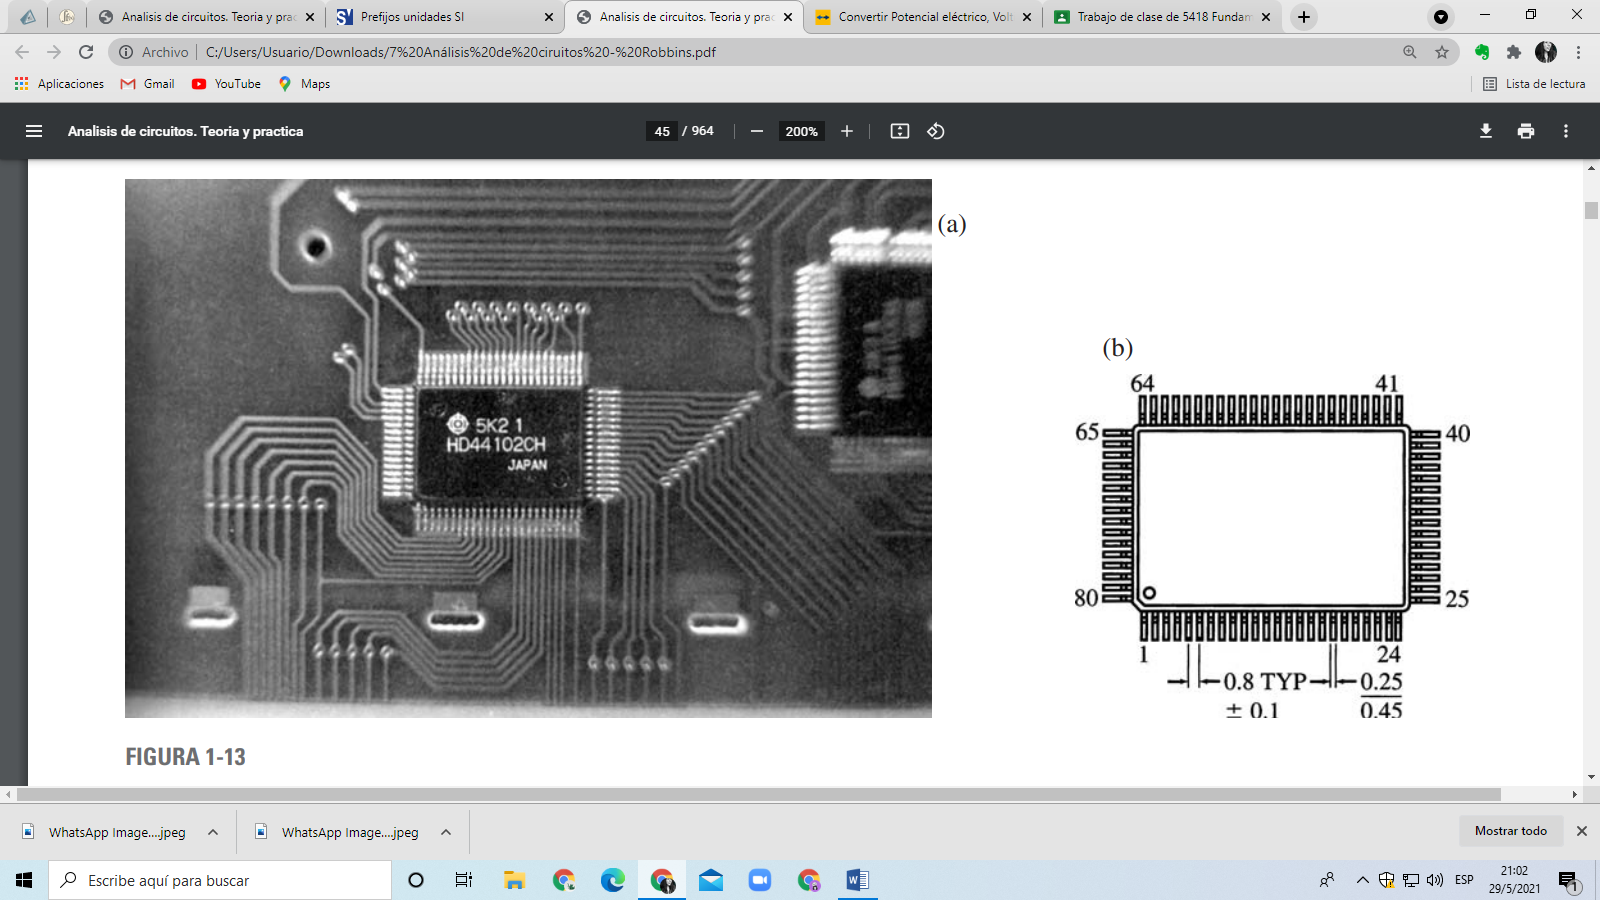 Analisis de circuitos. Teoria y prac
Prefijos unidades SI
Analisis de circuitos. Teoria y prac
Convertir Potencial eléctrico, Volt
Trabajo de clase de 5418 Fundam
Archivo
C:/Users/Usuario/Downloads/7%20Análisis%20de%20ciruitos%20-%20Robbins.pdf
Aplicaciones
Gmail
YouTube
Maps
Lista de lectura
Analisis de circuitos. Teoria y practica
45 / 964
200%
(a)
5K2 1
HD44102CH
JAPAN
(b)
64
41
65
40
80
25
1
24
0.8 TYP
± 0.1
0.25
0.45
FIGURA 1-13
WhatsApp Image....jpeg
WhatsApp Image....jpeg
Mostrar todo
Escribe aquí para buscar
ESP
21:02
29/5/2021
1